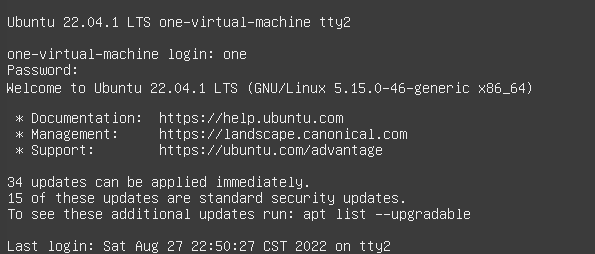 Ubuntu 22.04.1 LTS one-virtual-machine tty2
one-virtual-machine login: one
Password:
Welcome to Ubuntu 22.04.1 LTS (GNU/Linux 5.15.0-46-generic x86_64)
* Documentation:  https://help.ubuntu.com
* Management:     https://landscape.canonical.com
* Support:        https://ubuntu.com/advantage
34 updates can be applied immediately.
15 of these updates are standard security updates.
To see these additional updates run: apt list --upgradable
Last login: Sat Aug 27 22:50:27 CST 2022 on tty2